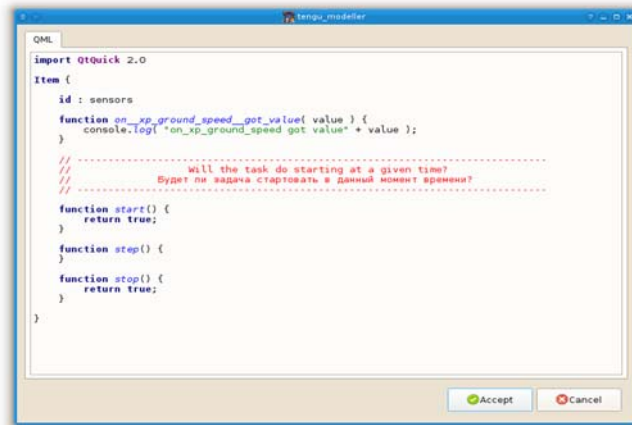 tengu_modeller
QML
import QtQuick 2.0
Item {
id : sensors
function on__xp_ground_speed__got_value( value ) {
console.log( "on_xp_ground_speed got value" + value );
}
// -----------------------------------------------------------------------
// Will the task do starting at a given time?
// Будет ли задача стартовать в данный момент времени?
// -----------------------------------------------------------------------
function start() {
return true;
}
function step() {
}
function stop() {
return true;
}
}
Accept Cancel